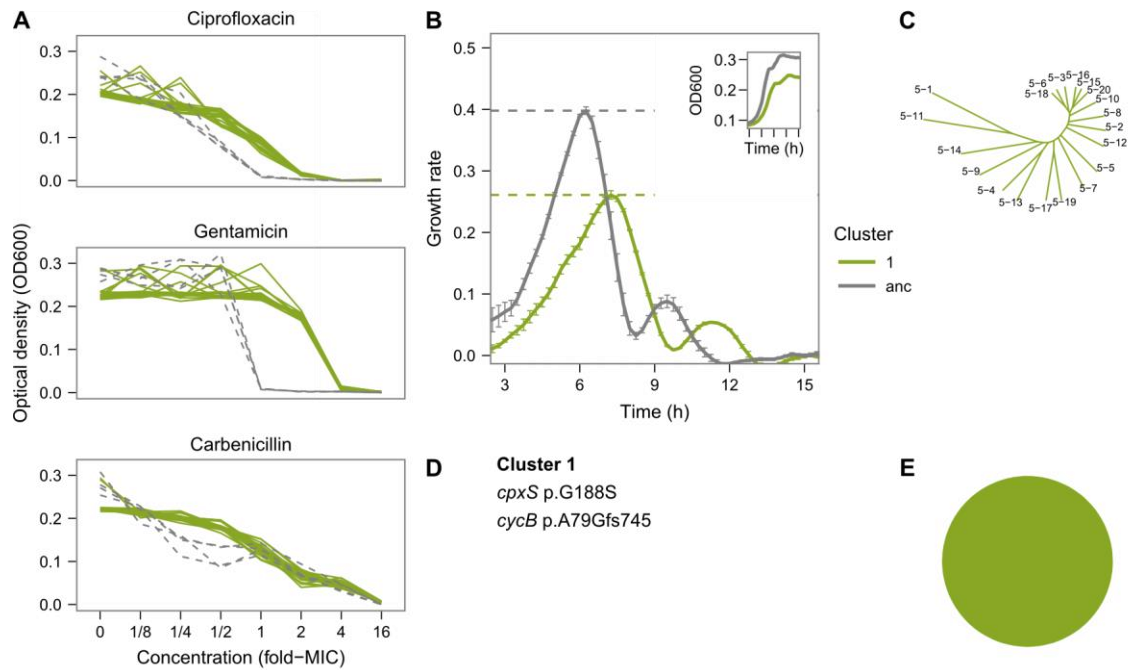 A
Ciprofloxacin
0.3
0.2
0.1
0.0
Gentamicin
0.3
0.2
0.1
0.0
Carbenicillin
0.3
0.2
0.1
0.0
0 1/8 1/4 1/2 1 2 4 16
Concentration (fold−MIC)
Optical density (OD600)
B
0.5
0.4
0.3
0.2
0.1
0.0
Growth rate
3 6 9 12 15
Time (h)
OD600
0.3
0.2
0.1
Time (h)
C
5−1
5−11
5−14
5−9
5−4
5−13
5−17
5−19
5−7
5−5
5−12
5−2
5−8
5−10
5−20
5−15
5−16
5−3
5−6
5−18
Cluster
1
anc
D
Cluster 1
cpxS p.G188S
cycB p.A79Gfs745
E